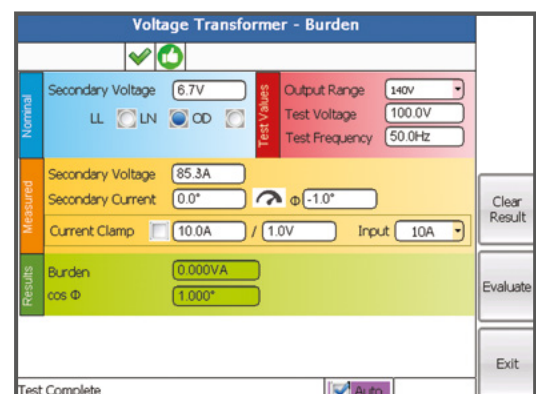 Voltage Transformer - Burden
Nominal
Secondary Voltage 6.7V
LL LN OD
Test Values
Output Range 140V
Test Voltage 100.0V
Test Frequency 50.0Hz
Measured
Secondary Voltage 85.3A
Secondary Current 0.0° Φ -1.0°
Current Clamp 10.0A / 1.0V Input 10A
Results
Burden 0.000VA
cos Φ 1.000°
Clear
Result
Evaluate
Exit
Test Complete Auto